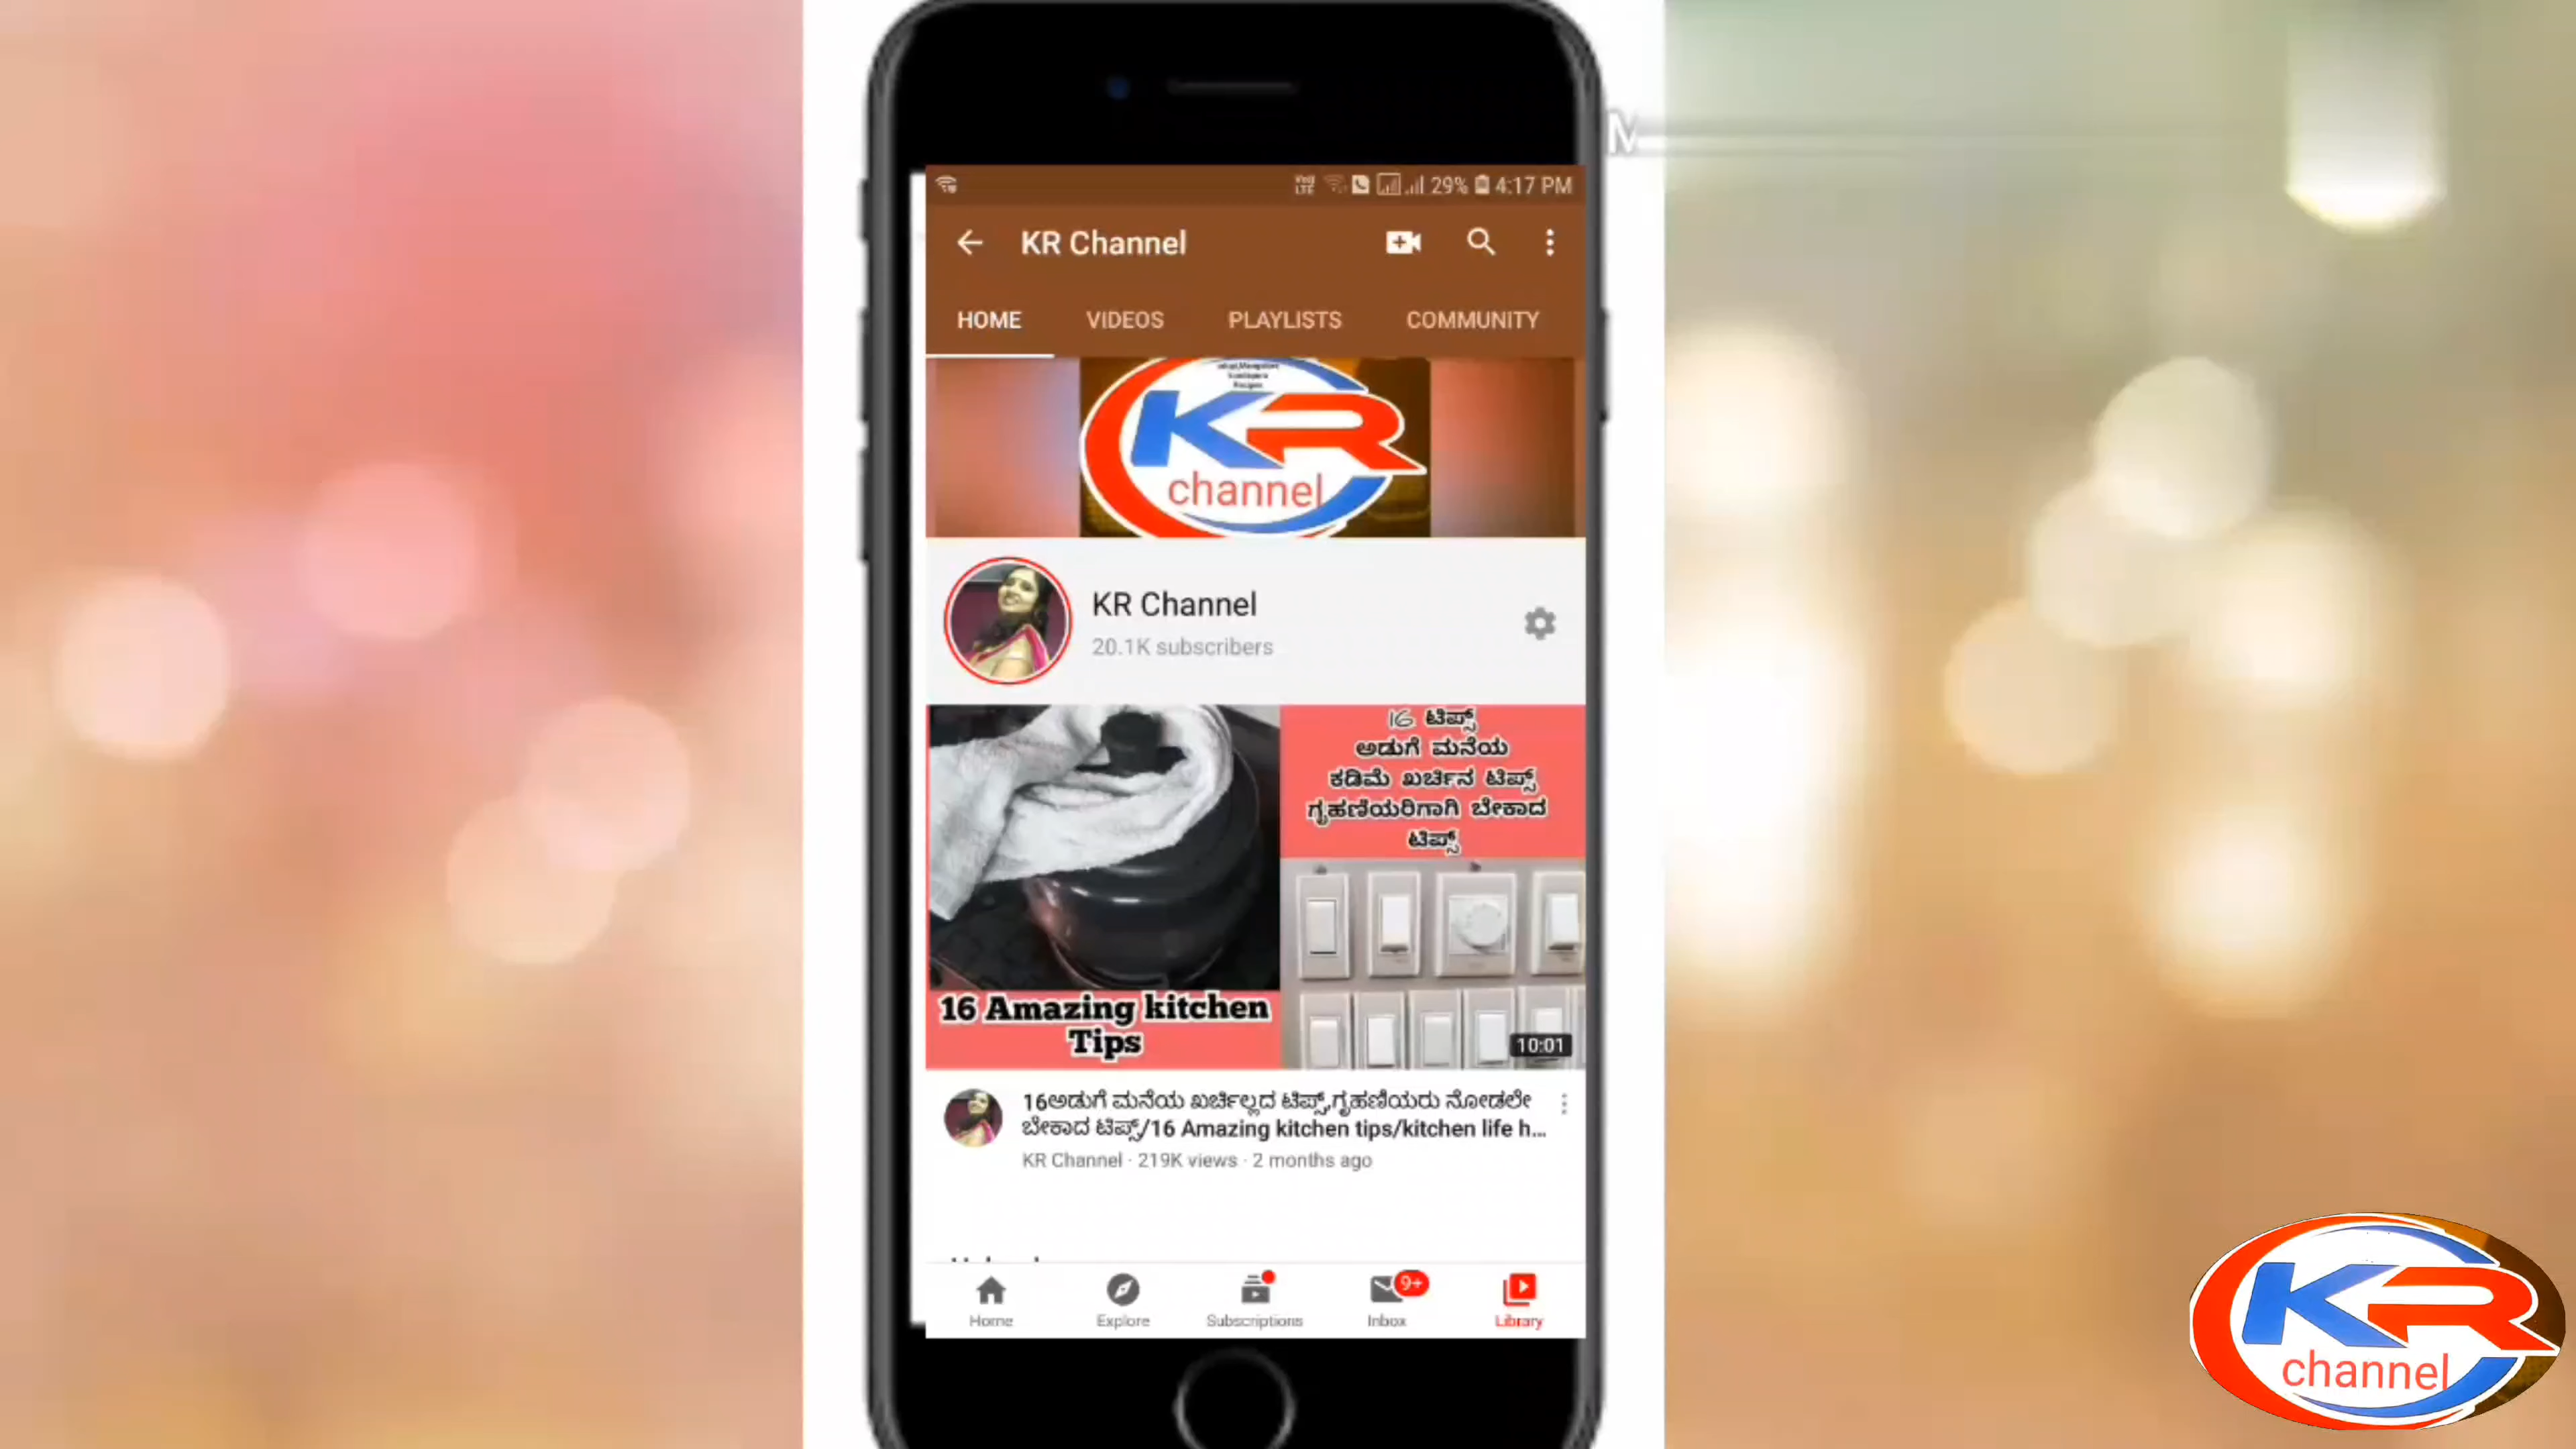 M
Vo) LTE 29% 4:17 PM
KR Channel
HOME VIDEOS PLAYLISTS COMMUNITY
KR
channel
KR Channel
20.1K subscribers
16 ಟಿಪ್ಸ್
ಅಡುಗೆ ಮನೆಯ
ಕಡಿಮೆ ಖರ್ಚಿನ ಟಿಪ್ಸ್
ಗೃಹಣಿಯರಿಗಾಗಿ ಬೇಕಾದ
ಟಿಪ್ಸ್
16 Amazing kitchen
Tips
10:01
16ಅಡುಗೆ ಮನೆಯ ಖರ್ಚಿಲ್ಲದ ಟಿಪ್ಸ್,ಗೃಹಣಿಯರು ನೋಡಲೇ
ಬೇಕಾದ ಟಿಪ್ಸ್/16 Amazing kitchen tips/kitchen life h...
KR Channel · 219K views · 2 months ago
9+
Home Explore Subscriptions Inbox Library
KR
channel